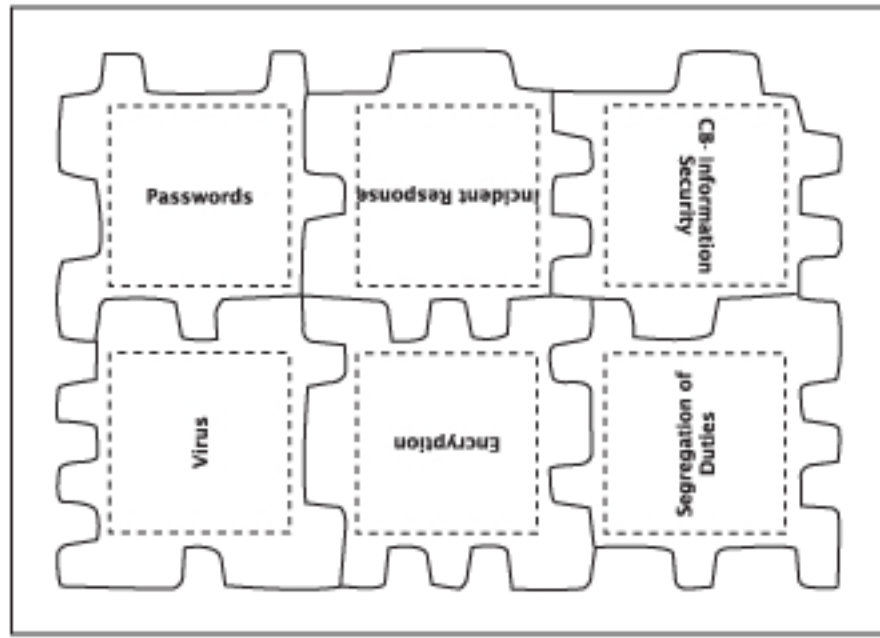 Passwords
Incident Response
CB- Information
Security
Virus
Encryption
Segregation of
Duties